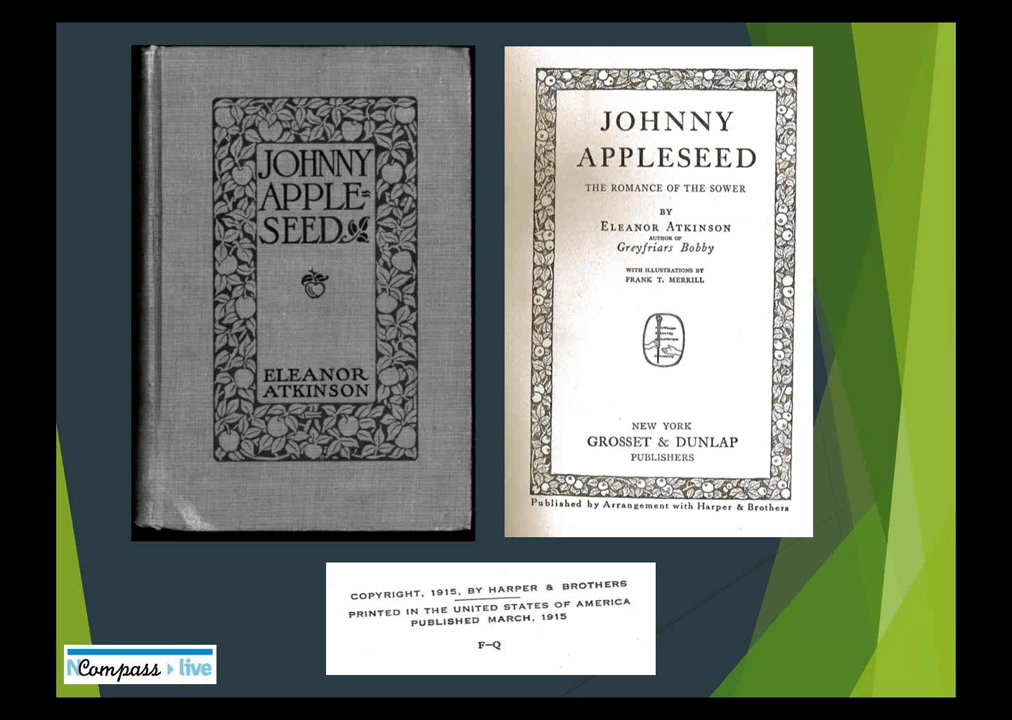 JOHNNY
APPLE=
SEED
ELEANOR
ATKINSON
JOHNNY
APPLESEED
THE ROMANCE OF THE SOWER
BY
ELEANOR ATKINSON
AUTHOR OF
Greyfriars Bobby
WITH ILLUSTRATIONS BY
FRANK T. MERRILL
NEW YORK
GROSSET & DUNLAP
PUBLISHERS
Published by Arrangement with Harper & Brothers
COPYRIGHT, 1915, BY HARPER & BROTHERS
PRINTED IN THE UNITED STATES OF AMERICA
PUBLISHED MARCH, 1915
F-Q
NCompass live